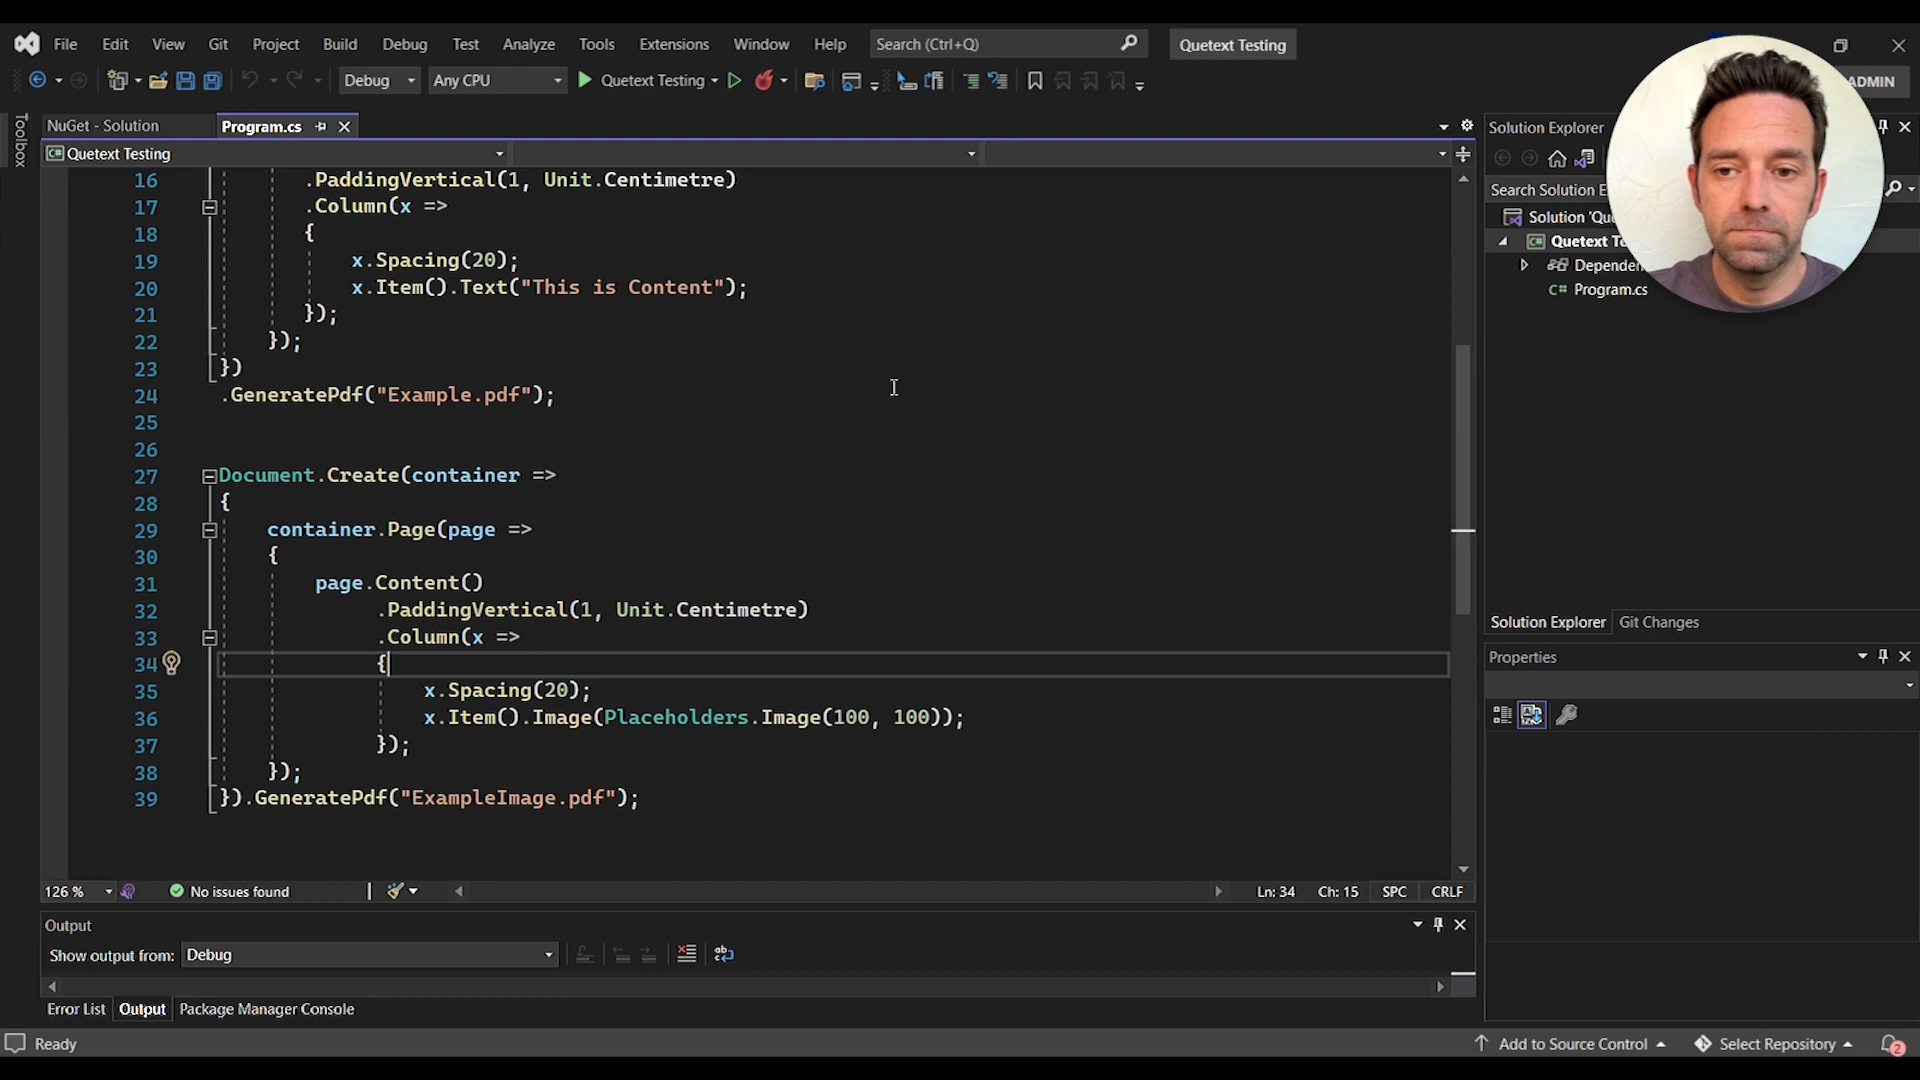 File Edit View Git Project Build Debug Test Analyze Tools Extensions Window Help Search (Ctrl+Q) Quetext Testing
Debug Any CPU Quetext Testing ADMIN
Toolbox
NuGet - Solution Program.cs
Quetext Testing
16 .PaddingVertical(1, Unit.Centimetre)
17 .Column(x =>
18 {
19 x.Spacing(20);
20 x.Item().Text("This is Content");
21 });
22 });
23 })
24 .GeneratePdf("Example.pdf");
25
26
27 Document.Create(container =>
28 {
29 container.Page(page =>
30 {
31 page.Content()
32 .PaddingVertical(1, Unit.Centimetre)
33 .Column(x =>
34 {
35 x.Spacing(20);
36 x.Item().Image(Placeholders.Image(100, 100));
37 });
38 });
39 }).GeneratePdf("ExampleImage.pdf");
126 % No issues found Ln: 34 Ch: 15 SPC CRLF
Output
Show output from: Debug
Error List Output Package Manager Console
Solution Explorer
Search Solution E
Solution 'Que
Quetext Te
Dependen
C# Program.cs
Solution Explorer Git Changes
Properties
Ready Add to Source Control Select Repository 2